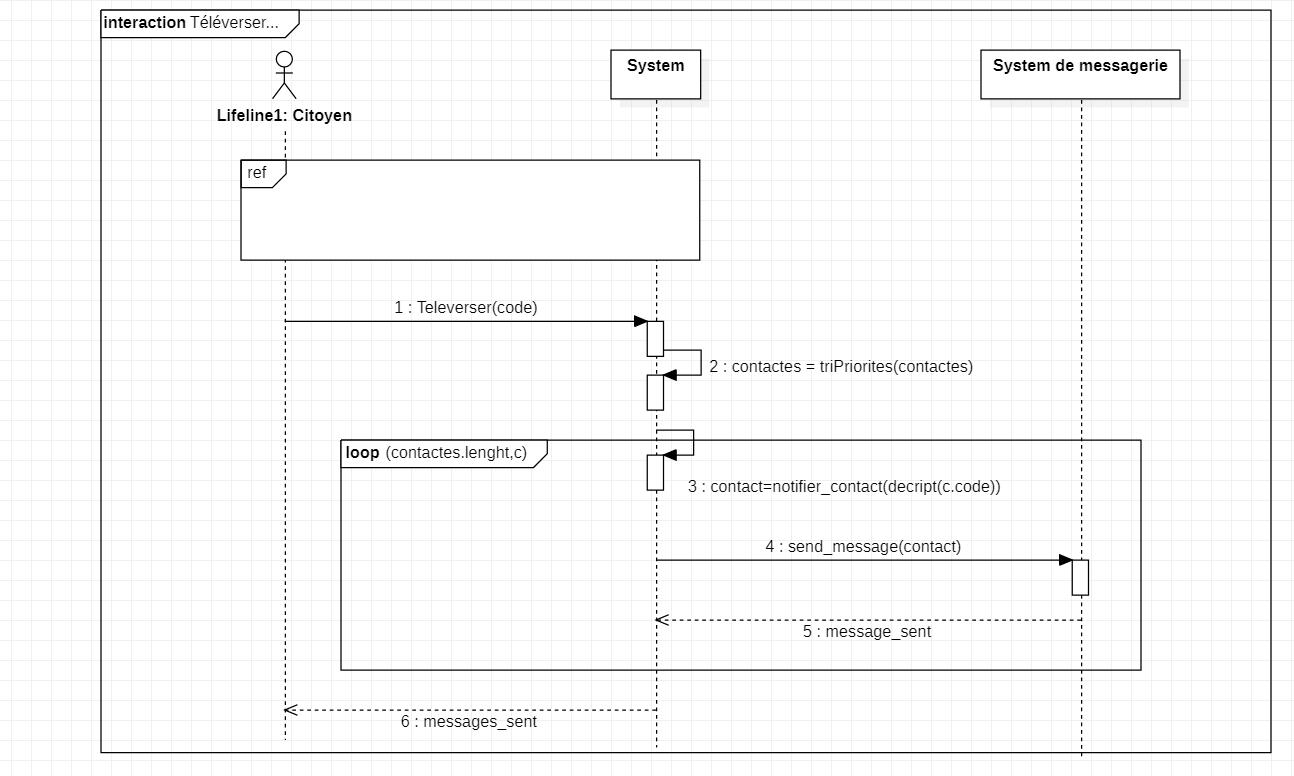 interaction Téléverser...
System
System de messagerie
Lifeline1: Citoyen
ref
1 : Televerser(code)
2 : contactes = triPriorites(contactes)
loop (contactes.lenght,c)
3 : contact=notifier_contact(decript(c.code))
4 : send_message(contact)
5 : message_sent
6 : messages_sent